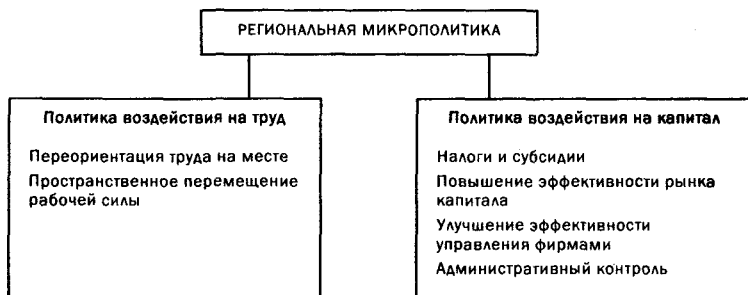 РЕГИОНАЛЬНАЯ МИКРОПОЛИТИКА
Политика воздействия на труд
Переориентация труда на месте
Пространственное перемещение
рабочей силы
Политика воздействия на капитал
Налоги и субсидии
Повышение эффективности рынка
капитала
Улучшение эффективности
управления фирмами
Административный контроль